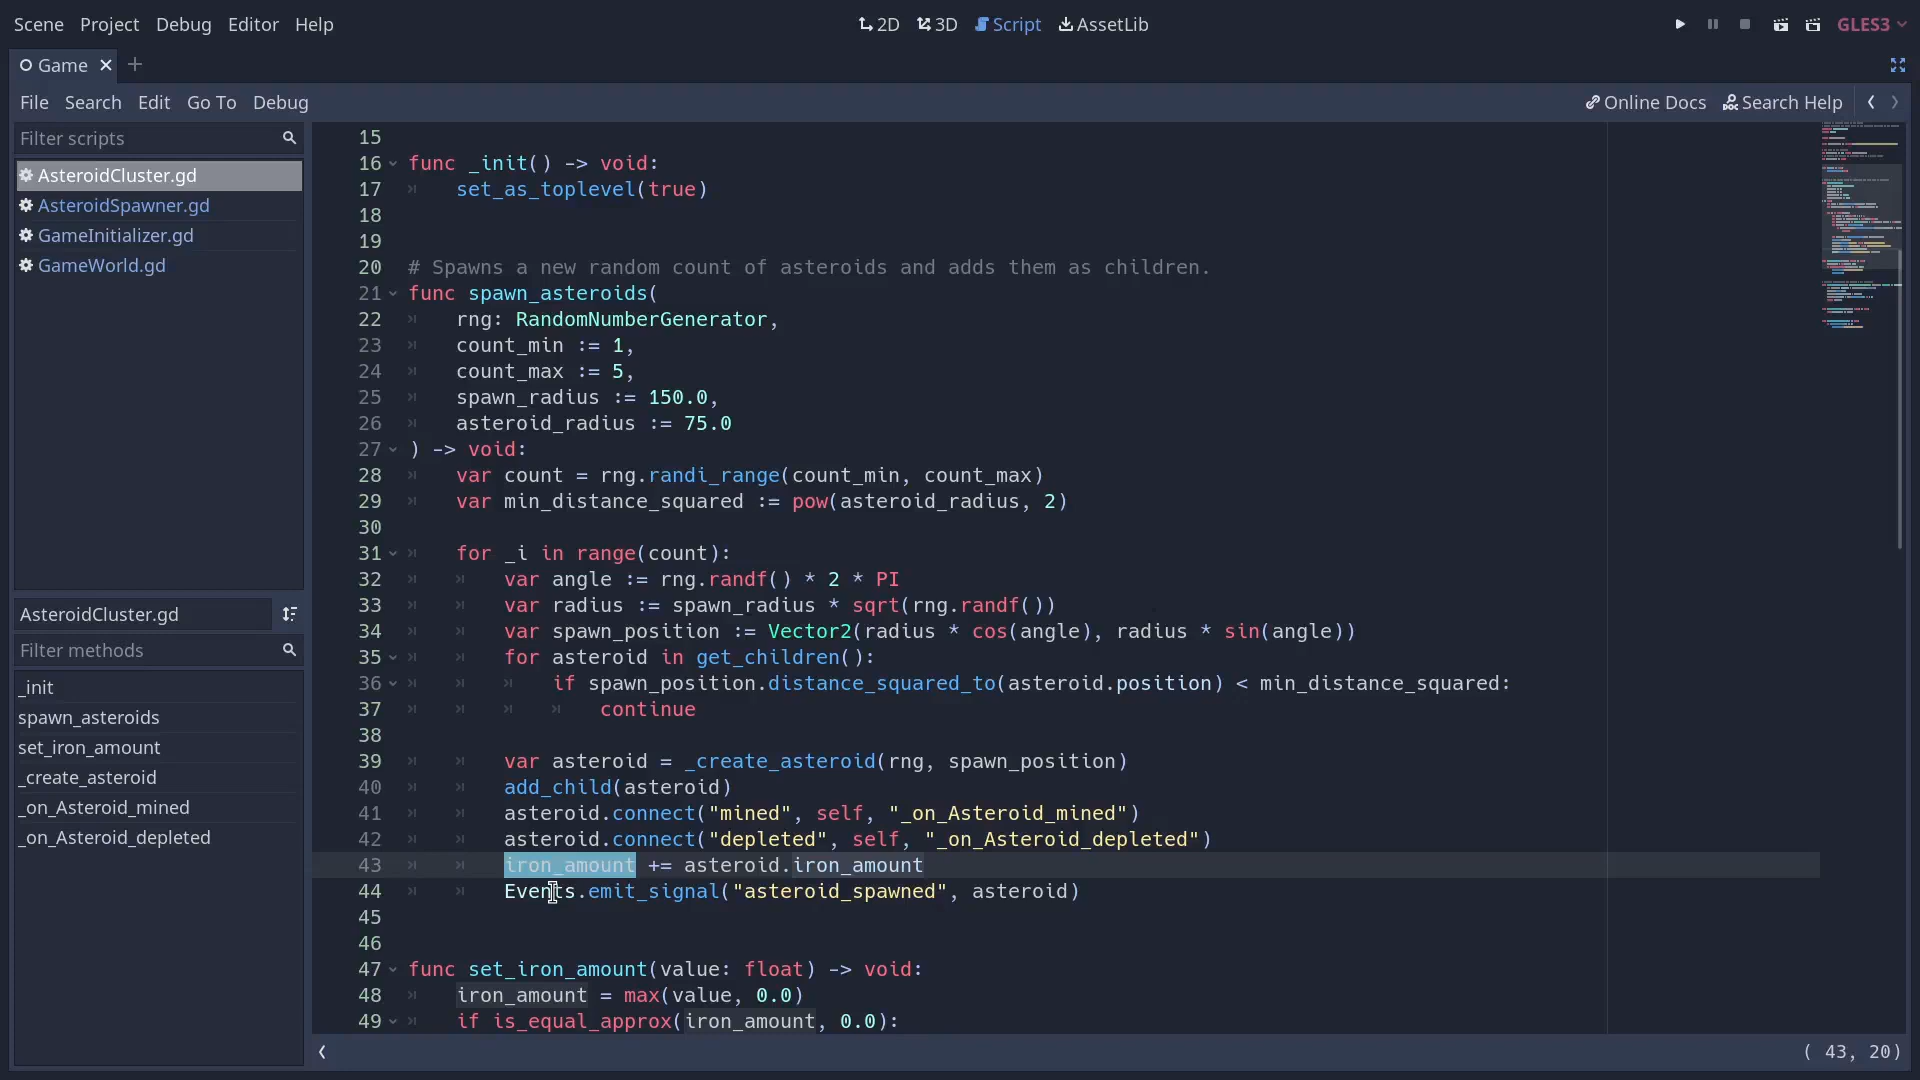 Scene Project Debug Editor Help
2D 3D Script AssetLib
GLES3
Game
File Search Edit Go To Debug
Online Docs Search Help
Filter scripts
AsteroidCluster.gd
AsteroidSpawner.gd
GameInitializer.gd
GameWorld.gd
AsteroidCluster.gd
Filter methods
_init
spawn_asteroids
set_iron_amount
_create_asteroid
_on_Asteroid_mined
_on_Asteroid_depleted
15
16 func _init() -> void:
17 set_as_toplevel(true)
18
19
20 # Spawns a new random count of asteroids and adds them as children.
21 func spawn_asteroids(
22 rng: RandomNumberGenerator,
23 count_min := 1,
24 count_max := 5,
25 spawn_radius := 150.0,
26 asteroid_radius := 75.0
27 ) -> void:
28 var count = rng.randi_range(count_min, count_max)
29 var min_distance_squared := pow(asteroid_radius, 2)
30
31 for _i in range(count):
32 var angle := rng.randf() * 2 * PI
33 var radius := spawn_radius * sqrt(rng.randf())
34 var spawn_position := Vector2(radius * cos(angle), radius * sin(angle))
35 for asteroid in get_children():
36 if spawn_position.distance_squared_to(asteroid.position) < min_distance_squared:
37 continue
38
39 var asteroid = _create_asteroid(rng, spawn_position)
40 add_child(asteroid)
41 asteroid.connect("mined", self, "_on_Asteroid_mined")
42 asteroid.connect("depleted", self, "_on_Asteroid_depleted")
43 iron_amount += asteroid.iron_amount
44 Events.emit_signal("asteroid_spawned", asteroid)
45
46
47 func set_iron_amount(value: float) -> void:
48 iron_amount = max(value, 0.0)
49 if is_equal_approx(iron_amount, 0.0):
( 43, 20)